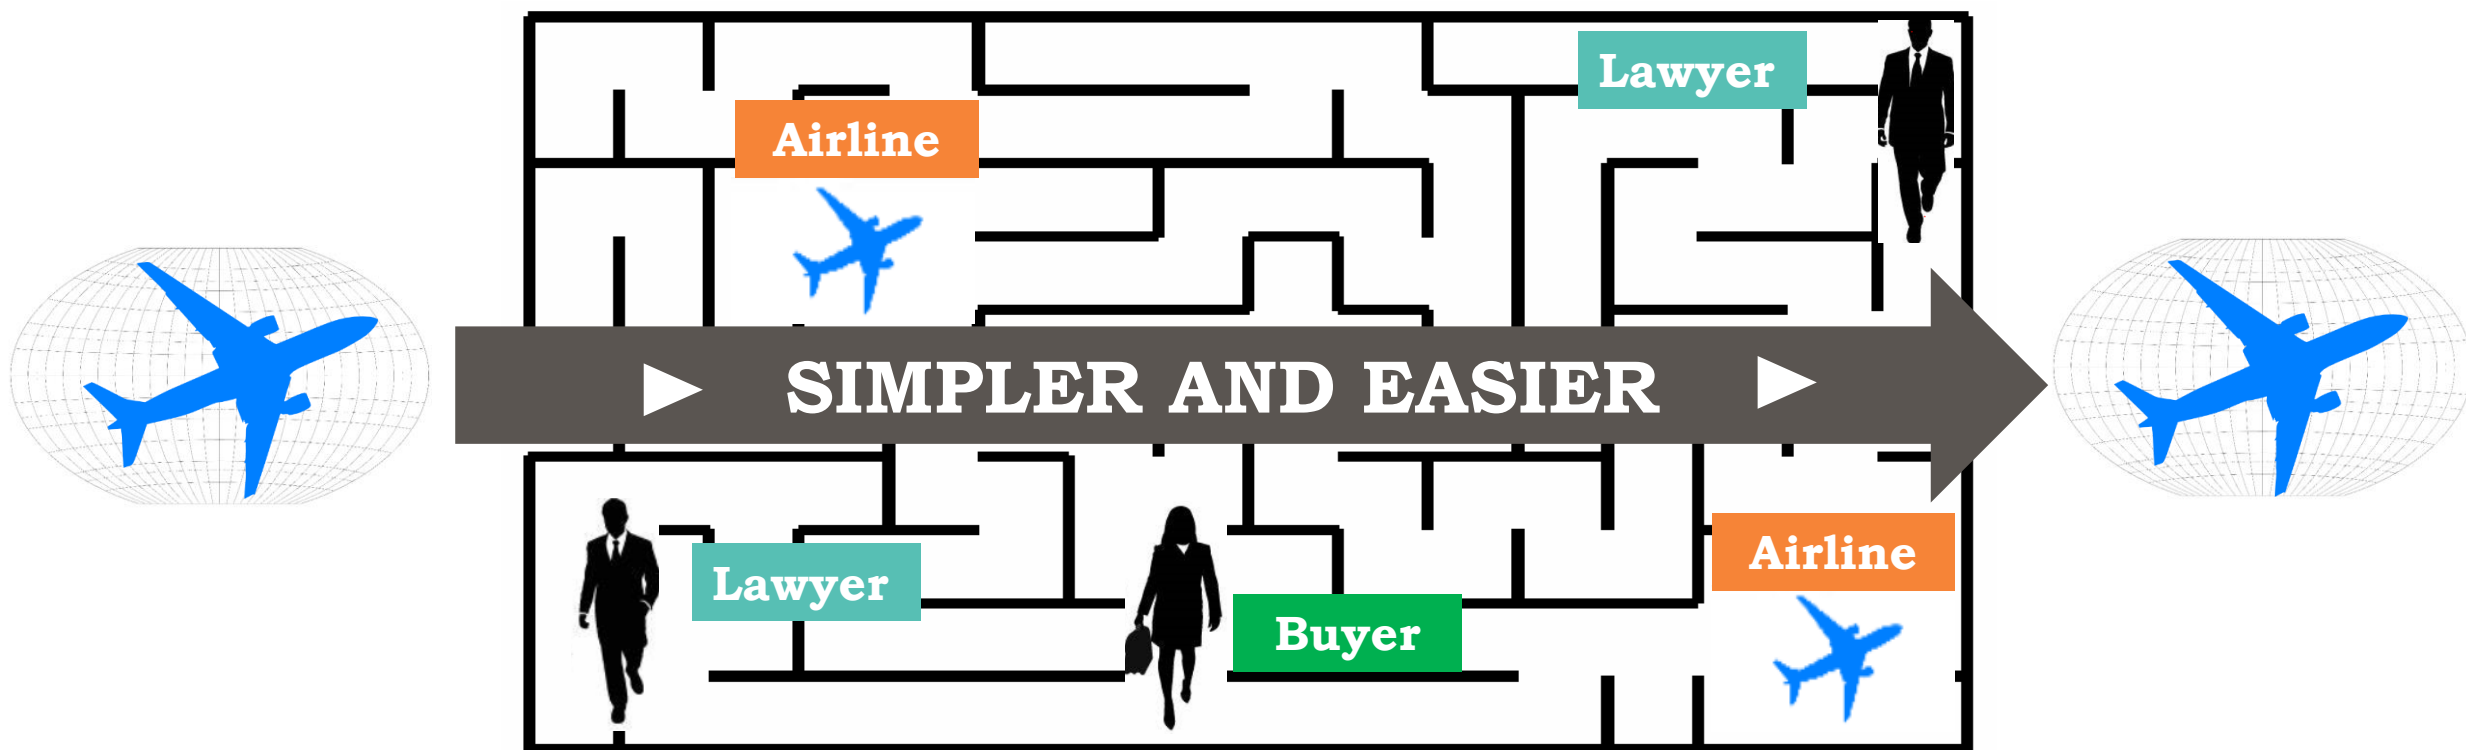 Lawyer
Airline
SIMPLER AND EASIER
Lawyer
Airline
Buyer